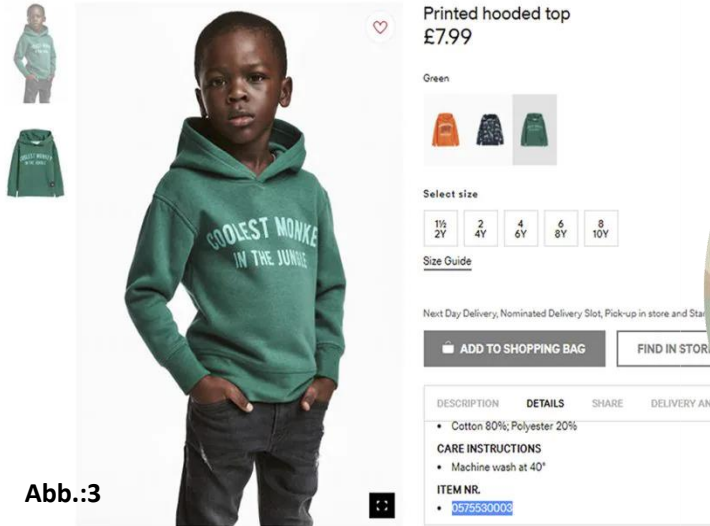 Printed hooded top
£7.99
Green
COOLEST MONKE
IN THE JUNGLE
Select size
1½ 2 4 6 8
2Y 4Y 6Y 8Y 10Y
Size Guide
Next Day Delivery, Nominated Delivery Slot, Pick-up in store and Sta
ADD TO SHOPPING BAG FIND IN STOR
DESCRIPTION DETAILS SHARE DELIVERY AN
• Cotton 80%; Polyester 20%
CARE INSTRUCTIONS
• Machine wash at 40°
ITEM NR.
• 0575530003
Abb.:3